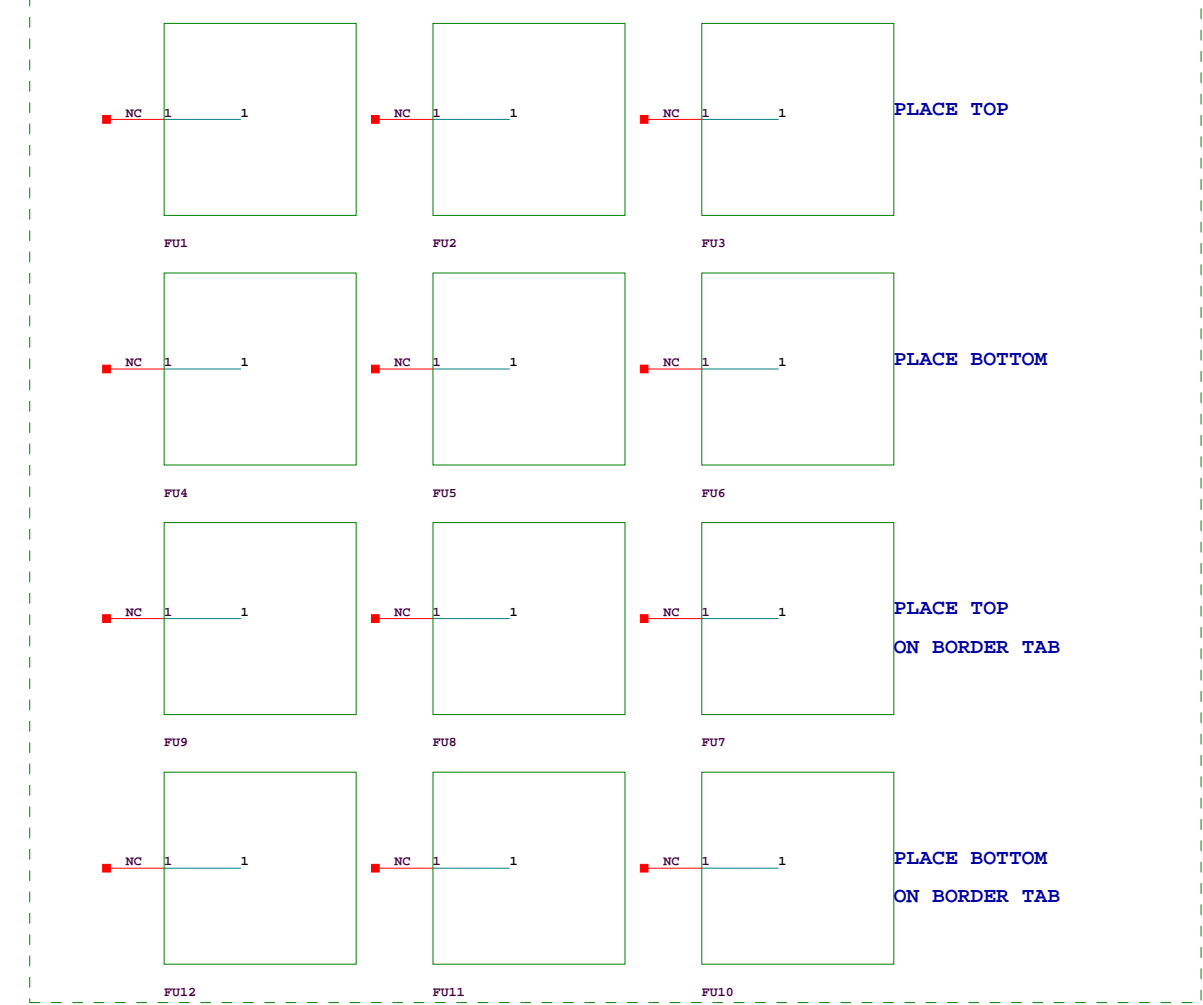 NC 1 1 NC 1 1 NC 1 1 PLACE TOP
FU1 FU2 FU3
NC 1 1 NC 1 1 NC 1 1 PLACE BOTTOM
FU4 FU5 FU6
NC 1 1 NC 1 1 NC 1 1 PLACE TOP
ON BORDER TAB
FU9 FU8 FU7
NC 1 1 NC 1 1 NC 1 1 PLACE BOTTOM
ON BORDER TAB
FU12 FU11 FU10